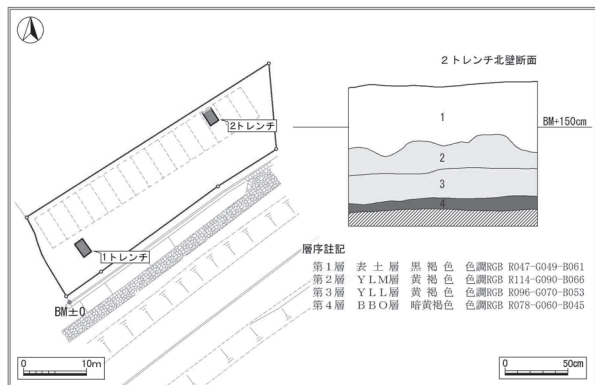 2トレンチ北壁断面
1
BM+150cm
2トレンチ
2
3
4
1トレンチ
BM±0
層序註記
第1層 表土層 黒褐色 色調RGB R047-G049-B061
第2層 YLM層 黄褐色 色調RGB R114-G090-B066
第3層 YLL層 黄褐色 色調RGB R096-G070-B053
第4層 BBO層 暗黄褐色 色調RGB R078-G060-B045
0 10m
0 50cm